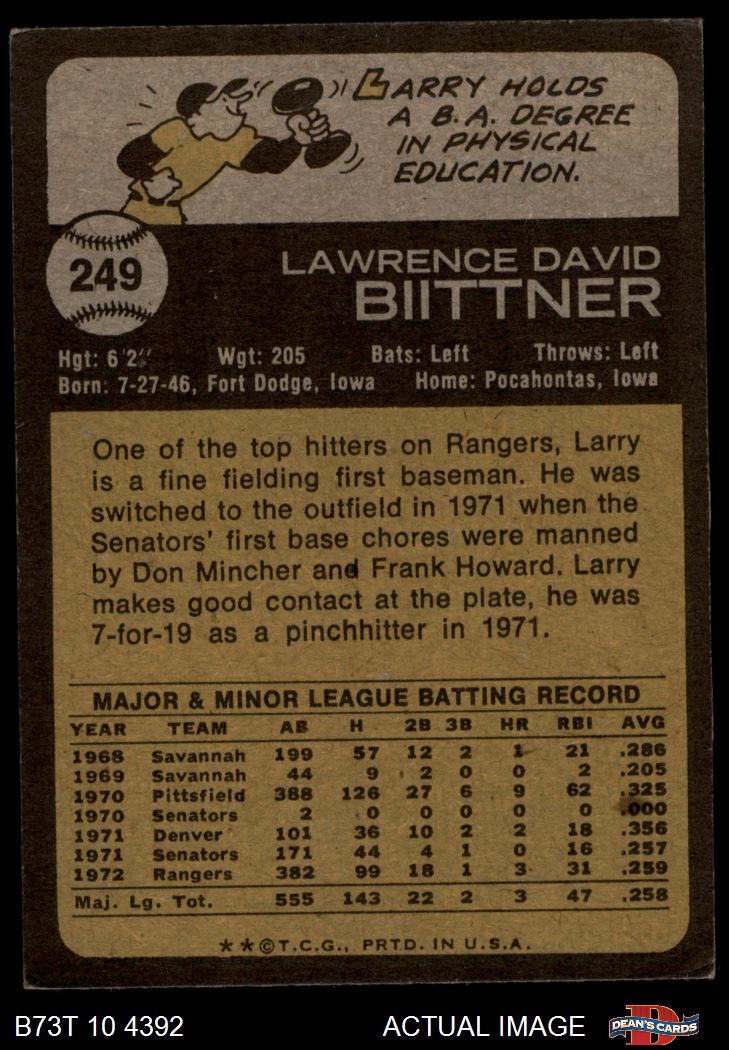 LARRY HOLDS
A B.A. DEGREE
IN PHYSICAL
EDUCATION.
249
LAWRENCE DAVID
BIITTNER
Hgt: 6'2" Wgt: 205 Bats: Left Throws: Left
Born: 7-27-46, Fort Dodge, Iowa Home: Pocahontas, Iowa
One of the top hitters on Rangers, Larry
is a fine fielding first baseman. He was
switched to the outfield in 1971 when the
Senators' first base chores were manned
by Don Mincher and Frank Howard. Larry
makes good contact at the plate, he was
7-for-19 as a pinchhitter in 1971.
MAJOR & MINOR LEAGUE BATTING RECORD
YEAR TEAM AB H 2B 3B HR RBI AVG
1968 Savannah 199 57 12 2 1 21 .286
1969 Savannah 44 9 2 0 0 2 .205
1970 Pittsfield 388 126 27 6 9 62 .325
1970 Senators 2 0 0 0 0 0 .000
1971 Denver 101 36 10 2 2 18 .356
1971 Senators 171 44 4 1 0 16 .257
1972 Rangers 382 99 18 1 3 31 .259
Maj. Lg. Tot. 555 143 22 2 3 47 .258
**©T.C.G., PRTD. IN U.S.A.
B73T 10 4392 ACTUAL IMAGE DEAN'S CARDS